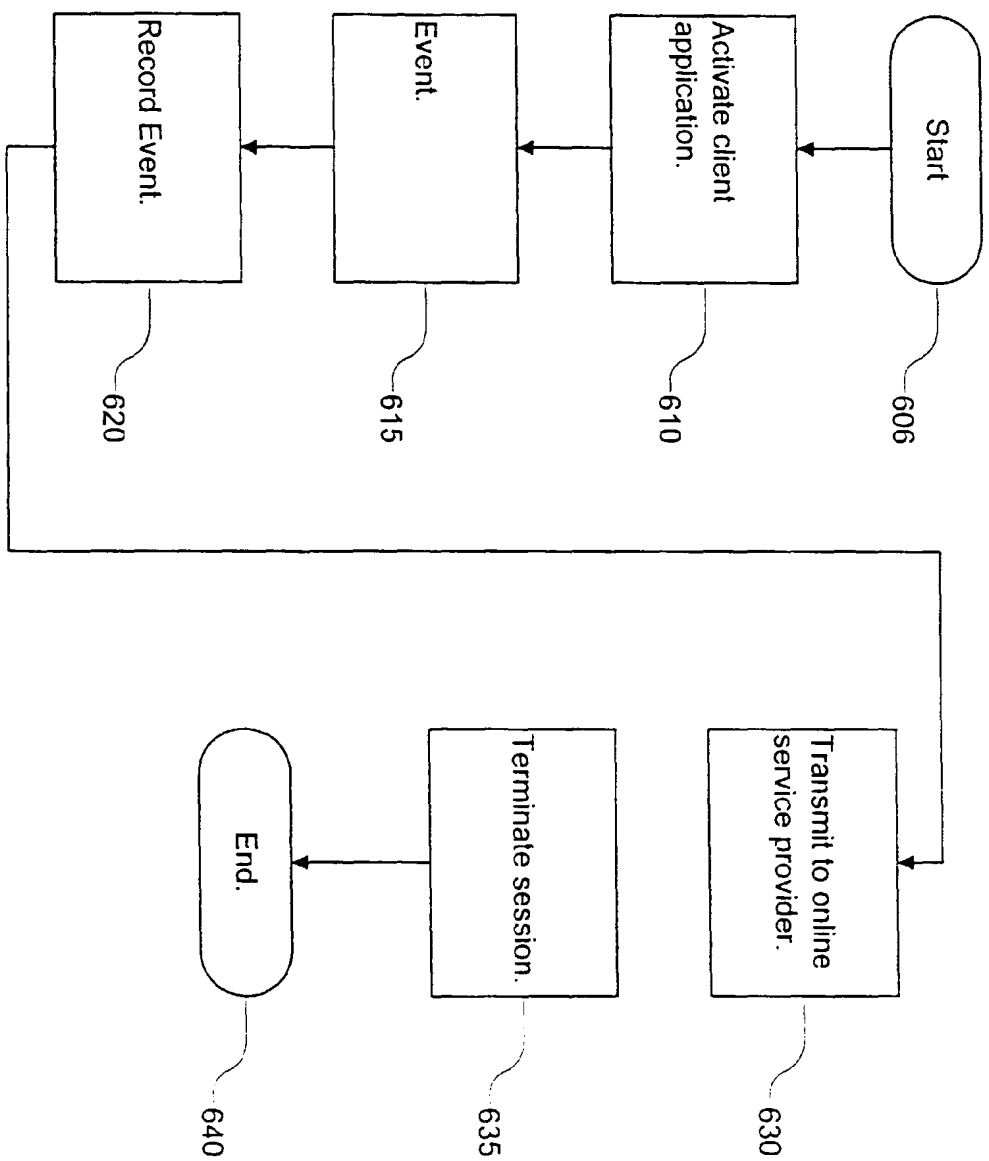 Start
606
Activate client
application.
610
Event.
615
Record Event.
620
Transmit to online
service provider.
630
Terminate session.
635
End.
640